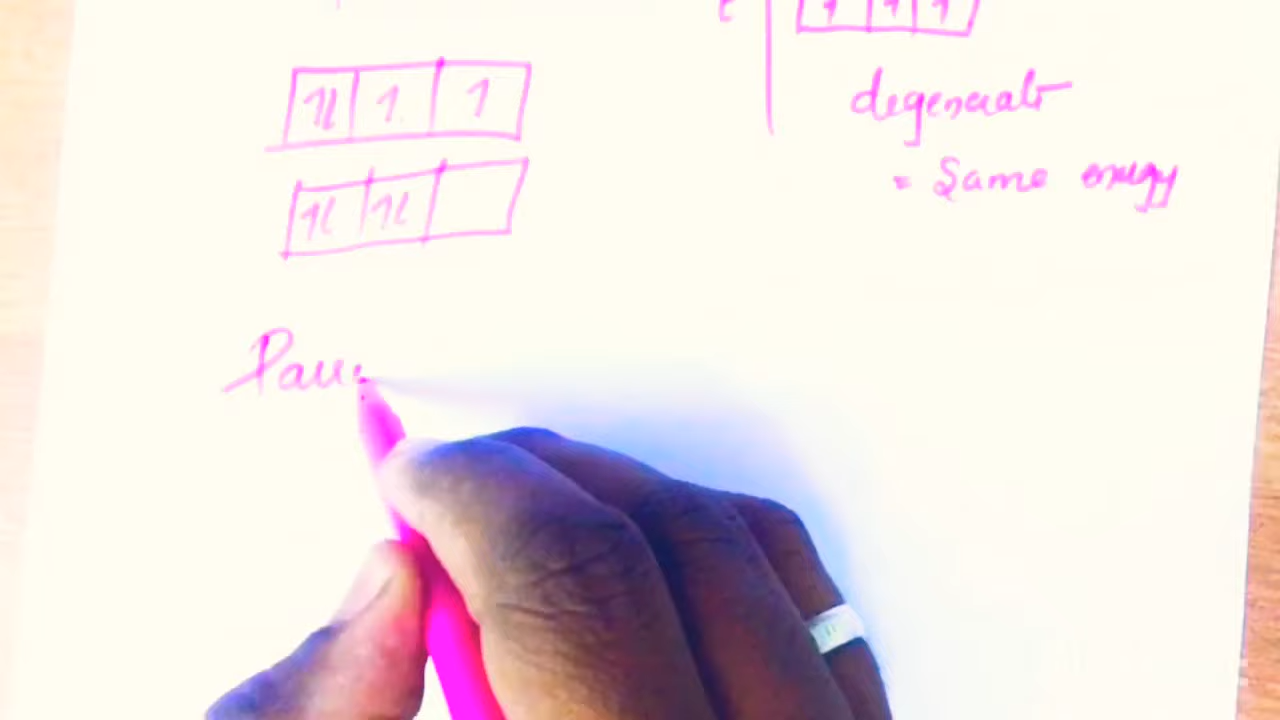 1l 1 1
1l 1l
degenerate
= Same energy
Pau